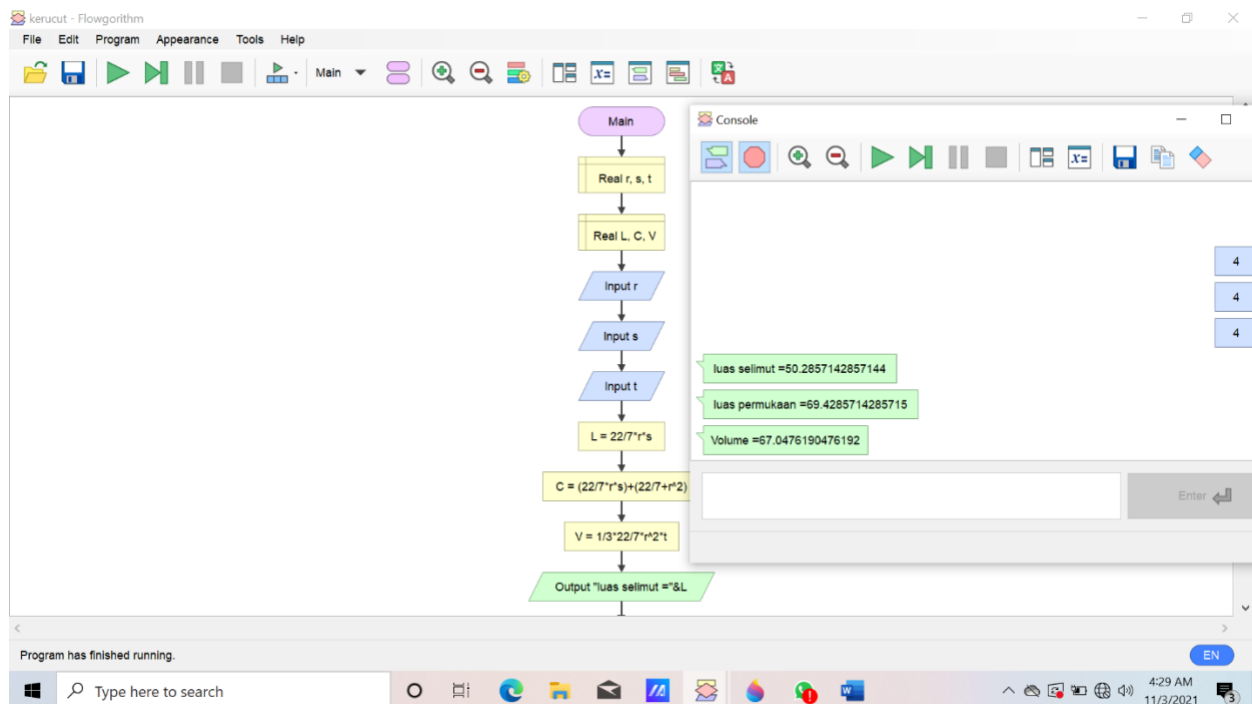 kerucut - Flowgorithm
File Edit Program Appearance Tools Help
Main
Main
Real r, s, t
Real L, C, V
Input r
Input s
Input t
L = 22/7*r*s
C = (22/7*r*s)+(22/7+r^2)
V = 1/3*22/7*r^2*t
Output "luas selimut ="&L
Console
4
4
4
luas selimut =50.2857142857144
luas permukaan =69.4285714285715
Volume =67.0476190476192
Enter
Program has finished running.
EN
Type here to search
4:29 AM
11/3/2021
3